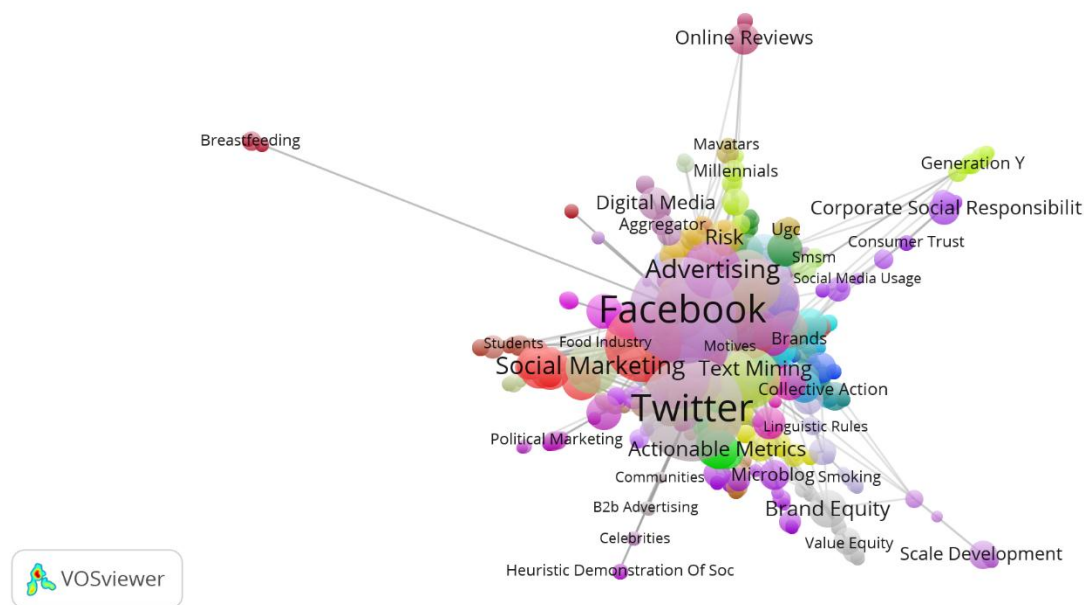 Online Reviews
Breastfeeding
Mavatars
Millennials
Generation Y
Digital Media
Corporate Social Responsibilit
Aggregator
Risk
Ugc
Consumer Trust
Smsm
Advertising
Social Media Usage
Facebook
Students
Food Industry
Motives
Brands
Social Marketing
Text Mining
Collective Action
Twitter
Linguistic Rules
Political Marketing
Actionable Metrics
Communities
Microblog
Smoking
B2b Advertising
Brand Equity
Celebrities
Value Equity
Scale Development
Heuristic Demonstration Of Soc
VOSviewer